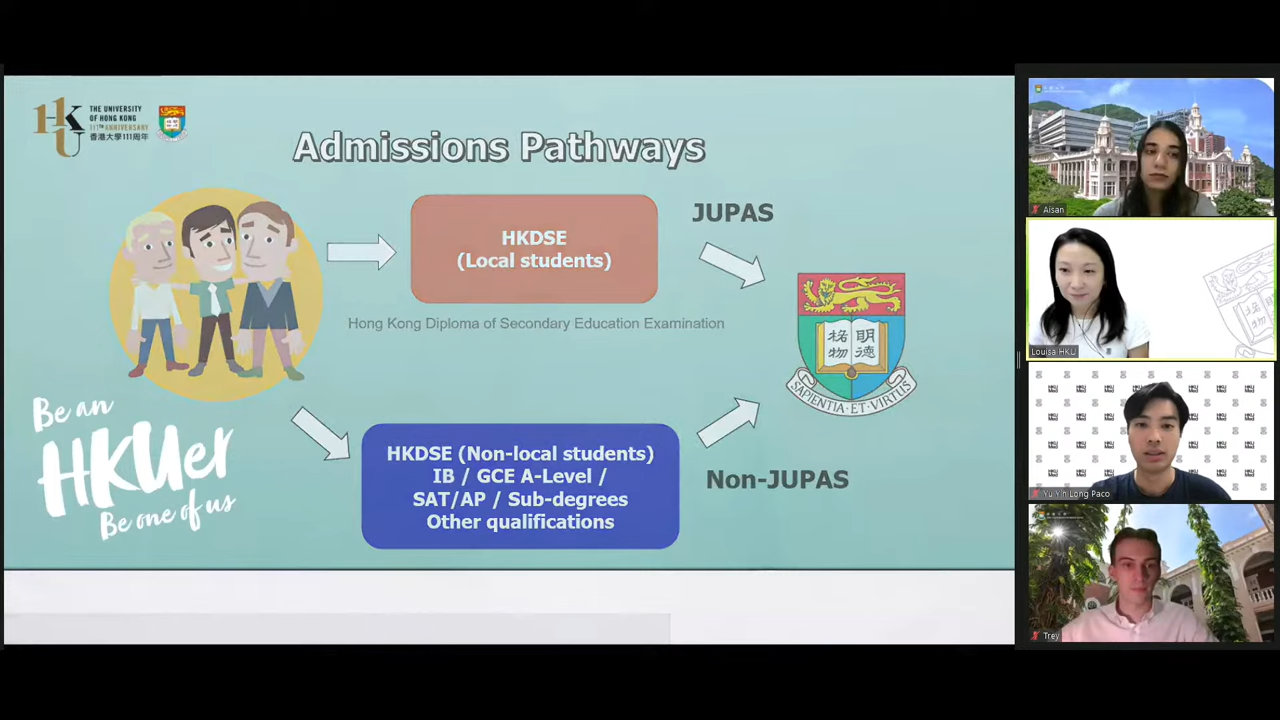 THE UNIVERSITY
OF HONG KONG
111TH ANNIVERSARY
香港大學111周年
HKU
Admissions Pathways
HKDSE
(Local students)
JUPAS
Hong Kong Diploma of Secondary Education Examination
格物
明德
SAPIENTIA·ET·VIRTUS
Be an
HKUer
Be one of us
HKDSE (Non-local students)
IB / GCE A-Level /
SAT/AP / Sub-degrees
Other qualifications
Non-JUPAS
Aisan
Louisa HKU
Yu Yin Long Paco
Trey